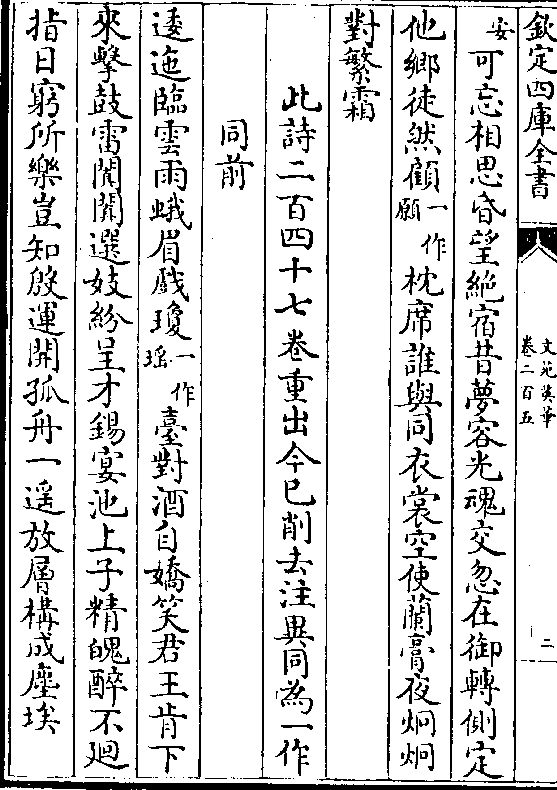 欽定四庫全書
文苑英華
卷二百五
二
安可忘相思昏望絶宿昔夢容光魂交忽在御轉側定
他鄉徒然顧一作願枕席誰與同衣裳空使蘭膏夜炯炯
對繁霜
此詩二百四十七卷重出今已削去注異同為一作
同前
逶迤臨雲雨蛾眉戲瓊一作瑶臺對酒自嬌笑君王肯下
來擊鼓雷闐闐選妓紛呈才錫宴池上子精魄醉不廻
指日窮所樂豈知啟運開孤舟一遥放層構成塵埃